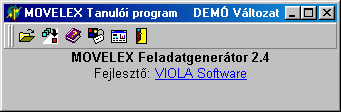 MOVELEX Tanulói program DEMÓ Változat
MOVELEX Feladatgenerátor 2.4
Fejlesztő: VIOLA Software